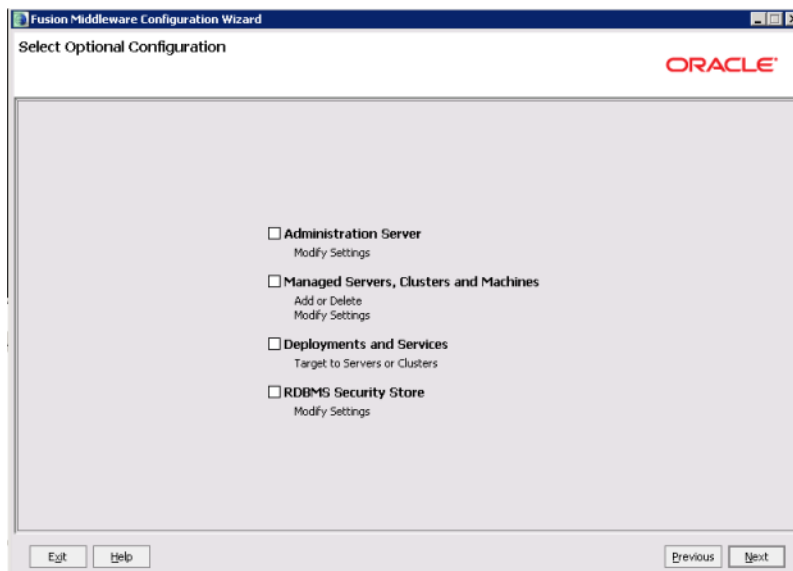 Fusion Middleware Configuration Wizard
Select Optional Configuration
ORACLE
Administration Server
Modify Settings
Managed Servers, Clusters and Machines
Add or Delete
Modify Settings
Deployments and Services
Target to Servers or Clusters
RDBMS Security Store
Modify Settings
Exit Help Previous Next